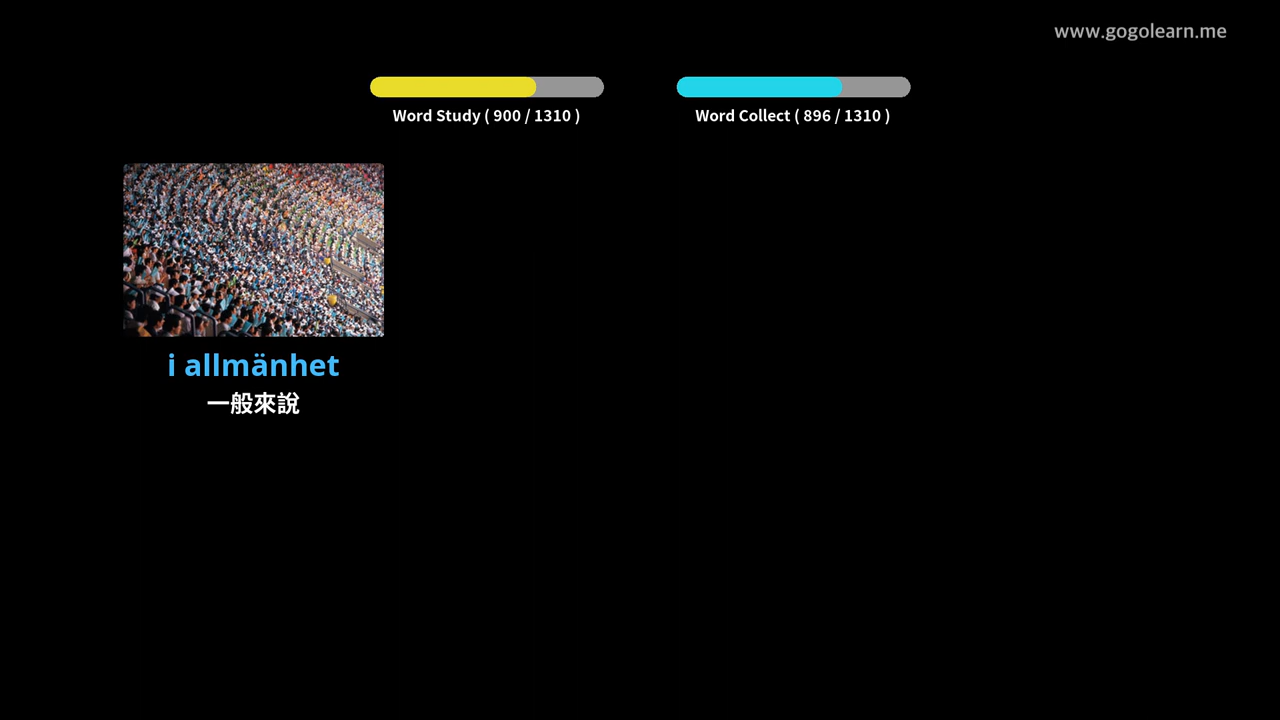 www.gogolearn.me
Word Study ( 900 / 1310 )
Word Collect ( 896 / 1310 )
i allmänhet
一般來說